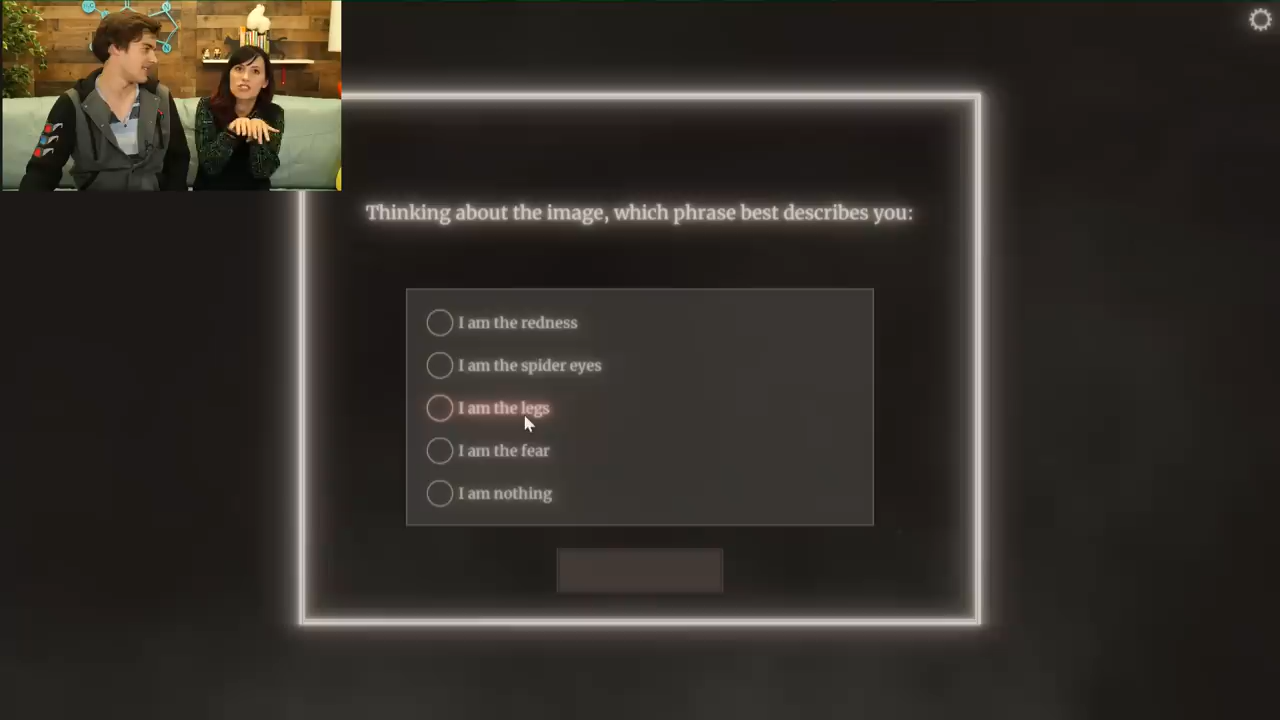 Thinking about the image, which phrase best describes you:
I am the redness
I am the spider eyes
I am the legs
I am the fear
I am nothing